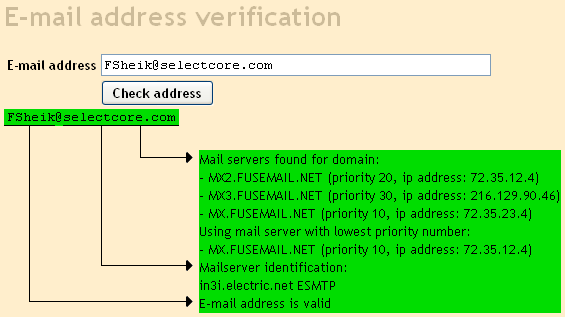 E-mail address verification
E-mail address FSheik@selectcore.com
Check address
FSheik@selectcore.com
Mail servers found for domain:
- MX2.FUSEMAIL.NET (priority 20, ip address: 72.35.12.4)
- MX3.FUSEMAIL.NET (priority 30, ip address: 216.129.90.46)
- MX.FUSEMAIL.NET (priority 10, ip address: 72.35.23.4)
Using mail server with lowest priority number:
- MX.FUSEMAIL.NET (priority 10, ip address: 72.35.12.4)
Mailserver identification:
in3i.electric.net ESMTP
E-mail address is valid